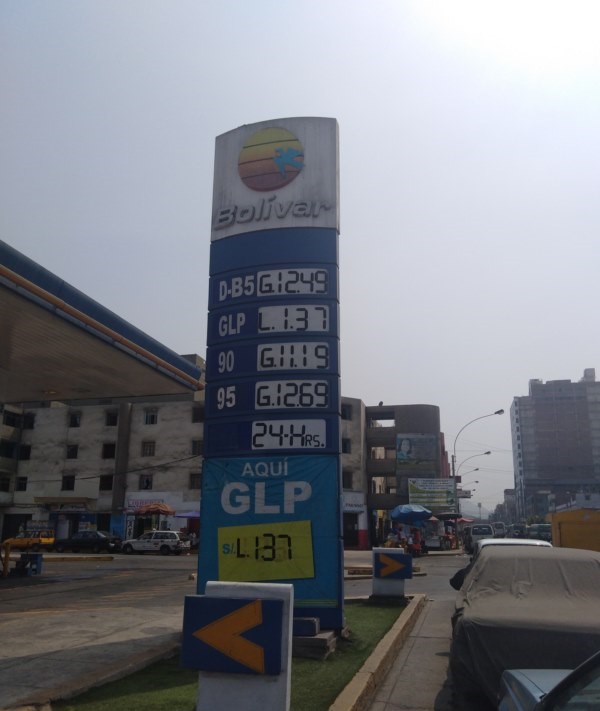 Bolívar
D-B5 G.12.49
GLP L.1.37
90 G.11.19
95 G.12.69
24-HRS.
AQUÍ
GLP
S/. L.1.37